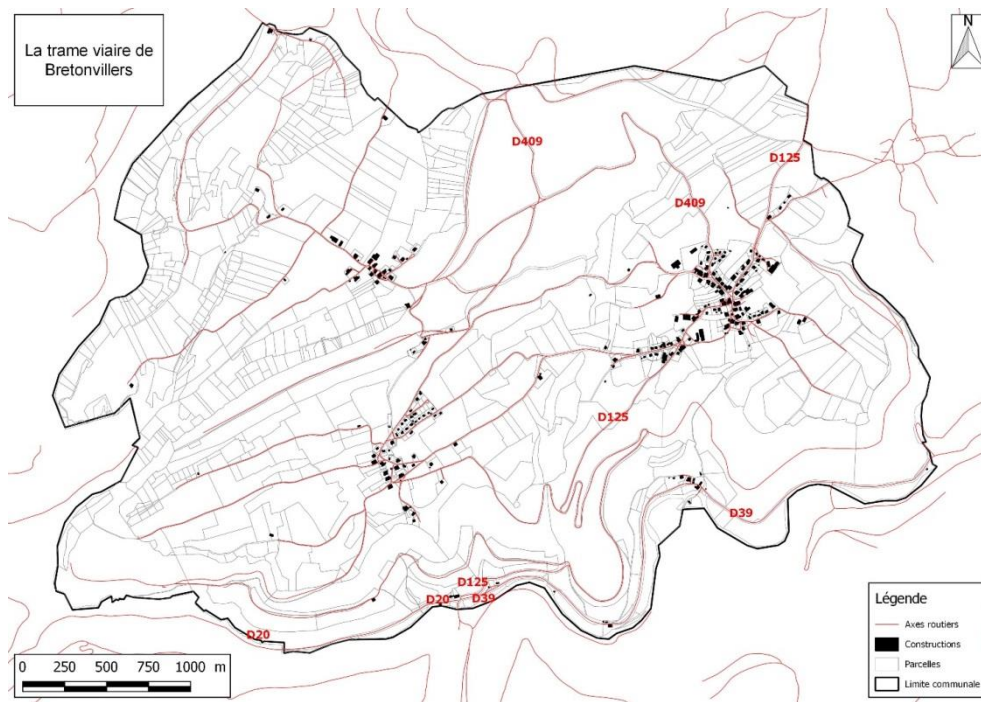 La trame viaire de
Bretonvillers
N
D409
D125
D409
D125
D39
D125
D20
D39
D20
0 250 500 750 1000 m
Légende
Axes routiers
Constructions
Parcelles
Limite communale